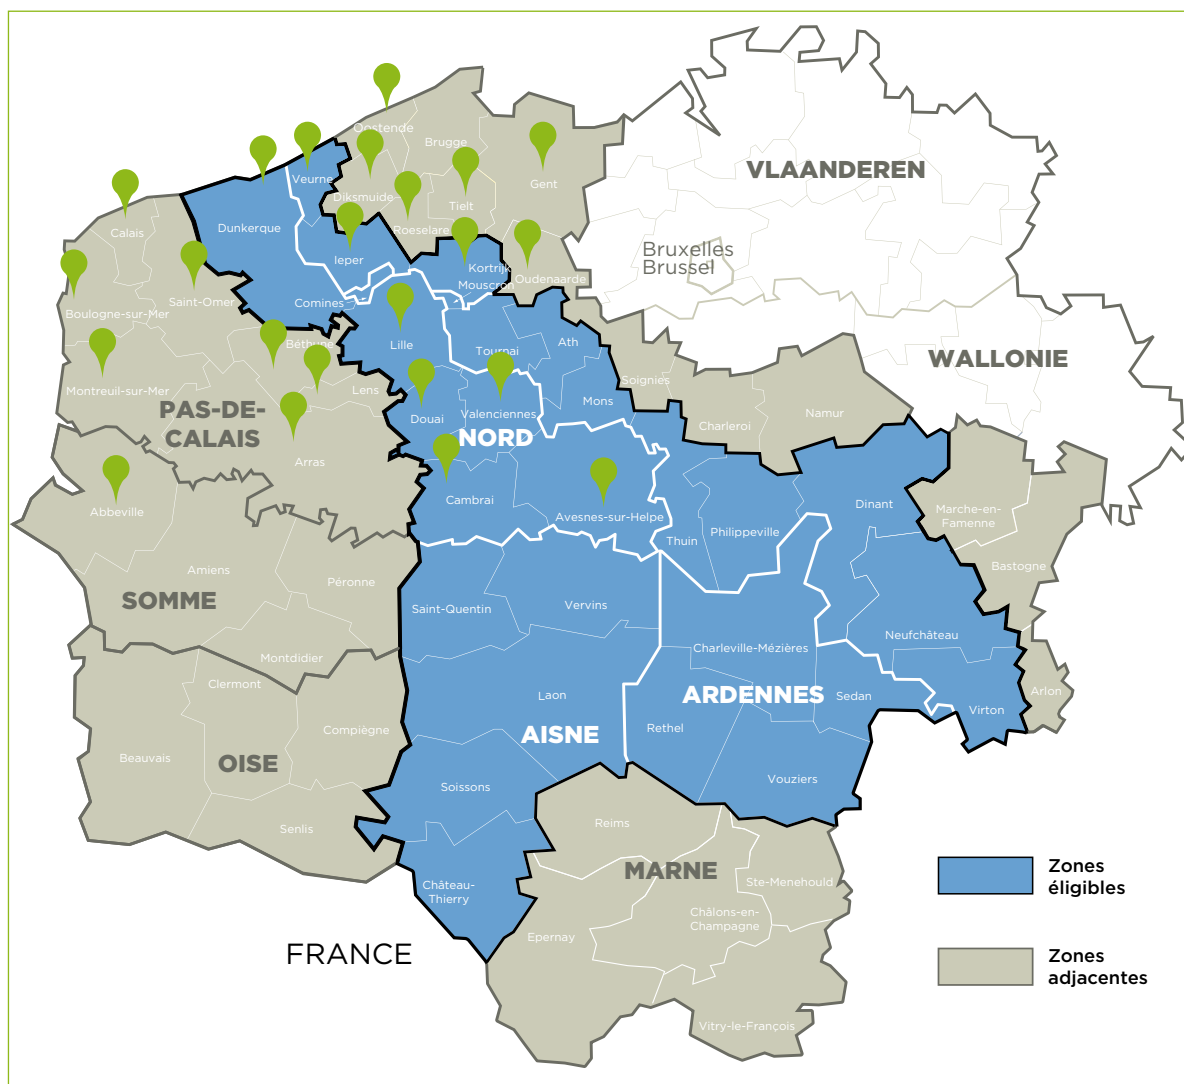 Oostende
Brugge
VLAANDEREN
Veurne
Diksmuide
Tielt
Gent
Calais
Dunkerque
Roeselare
Ieper
Kortrijk
Mouscron
Oudenaarde
Bruxelles
Brussel
Saint-Omer
Comines
Boulogne-sur-Mer
Béthune
Lille
Tournai
Ath
WALLONIE
Montreuil-sur-Mer
Lens
Soignies
PAS-DE-
CALAIS
Douai
Valenciennes
Mons
Charleroi
Namur
NORD
Arras
Abbeville
Cambrai
Avesnes-sur-Helpe
Dinant
Marche-en-
Famenne
Thuin
Philippeville
Bastogne
Amiens
Péronne
SOMME
Saint-Quentin
Vervins
Neufchâteau
Montdidier
Charleville-Mézières
Clermont
Laon
ARDENNES
Sedan
Arlon
Virton
Compiègne
AISNE
Rethel
Beauvais
OISE
Soissons
Vouziers
Senlis
Reims
MARNE
Château-
Thierry
Ste-Menehould
Châlons-en-
Champagne
Epernay
FRANCE
Vitry-le-François
Zones
éligibles
Zones
adjacentes